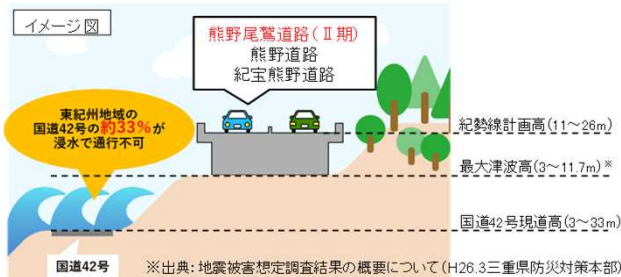 イメージ図
熊野尾鷲道路(Ⅱ期)
熊野道路
紀宝熊野道路
東紀州地域の
国道42号の約33%が
浸水で通行不可
紀勢線計画高(11~26m)
最大津波高(3~11.7m)※
国道42号現道高(3~33m)
国道42号
※出典:地震被害想定調査結果の概要について(H26.3三重県防災対策本部)